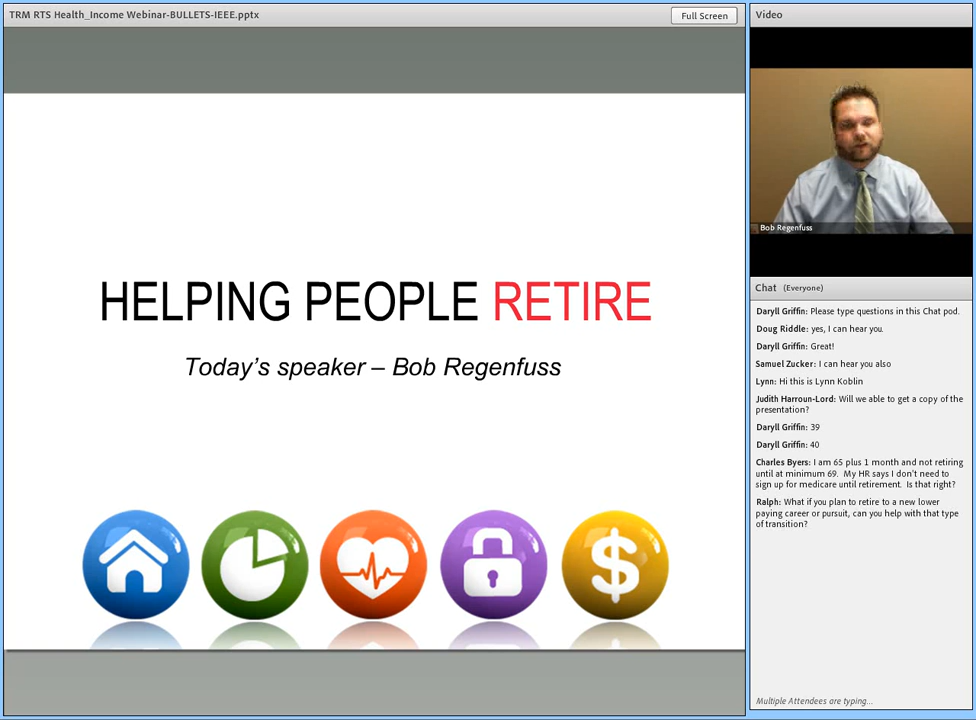 TRM RTS Health_Income Webinar-BULLETS-IEEE.pptx
Full Screen
HELPING PEOPLE RETIRE
Today's speaker – Bob Regenfuss
$
Video
Bob Regenfuss
Chat (Everyone)
Daryll Griffin: Please type questions in this Chat pod.
Doug Riddle: yes, I can hear you.
Daryll Griffin: Great!
Samuel Zucker: I can hear you also
Lynn: Hi this is Lynn Koblin
Judith Harroun-Lord: Will we able to get a copy of the
presentation?
Daryll Griffin: 39
Daryll Griffin: 40
Charles Byers: I am 65 plus 1 month and not retiring
until at minimum 69.  My HR says I don't need to
sign up for medicare until retirement.  Is that right?
Ralph: What if you plan to retire to a new lower
paying career or pursuit, can you help with that type
of transition?
Multiple Attendees are typing...